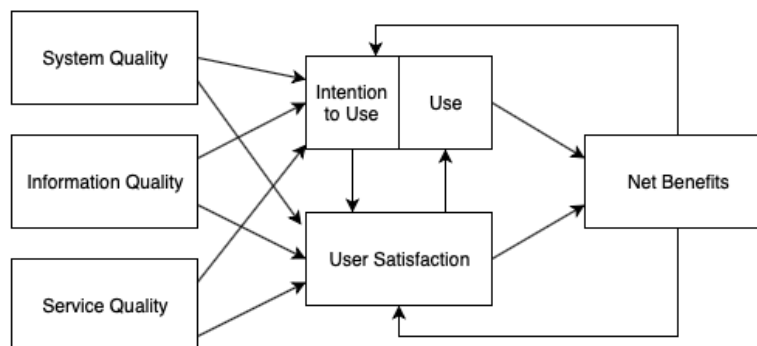 System Quality
Intention
to Use
Use
Information Quality
Net Benefits
User Satisfaction
Service Quality